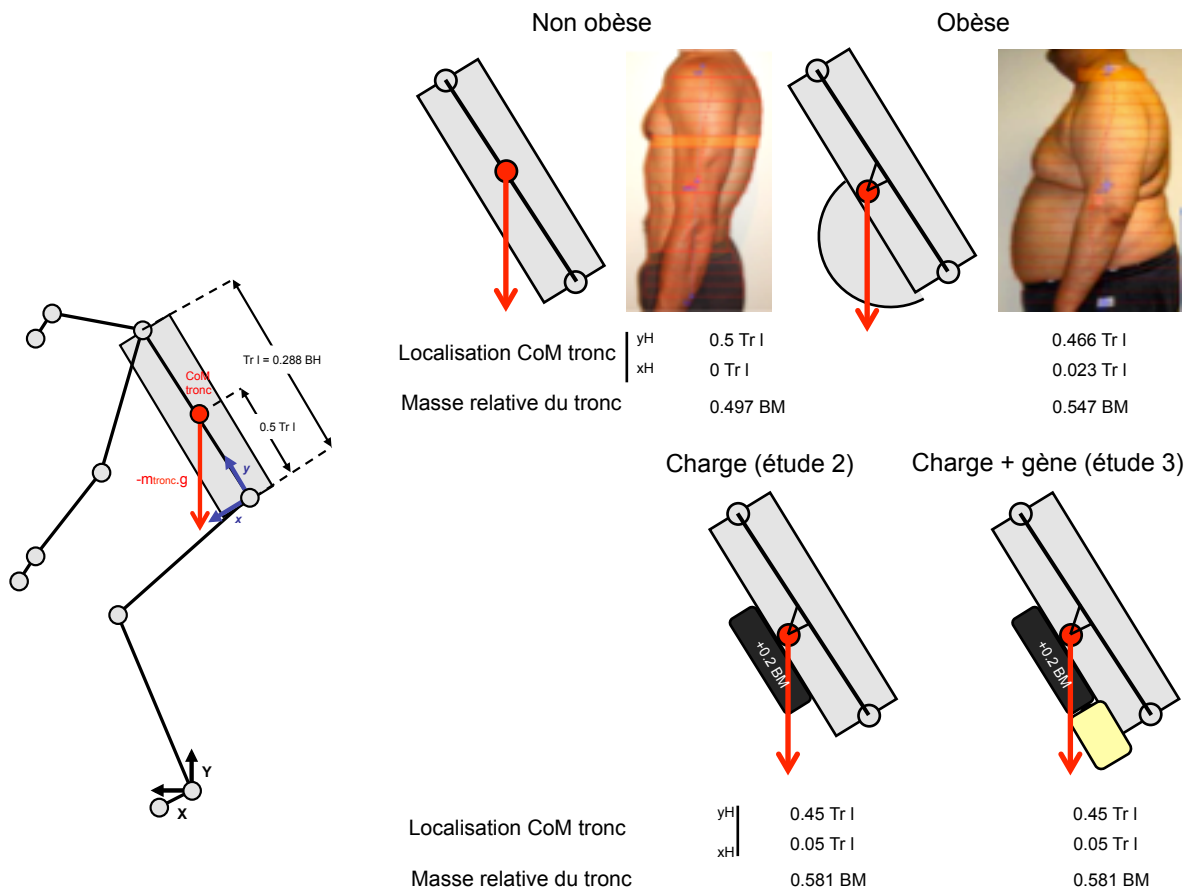 Non obèse
Obèse
Tr l = 0.288 BH
CoM
tronc
0.5 Tr l
y
x
-mtronc.g
Y
X
Localisation CoM tronc
yH
0.5 Tr l
0.466 Tr l
xH
0 Tr l
0.023 Tr l
Masse relative du tronc
0.497 BM
0.547 BM
Charge (étude 2)
Charge + gène (étude 3)
+0.2 BM
+0.2 BM
Localisation CoM tronc
yH
0.45 Tr l
0.45 Tr l
xH
0.05 Tr l
0.05 Tr l
Masse relative du tronc
0.581 BM
0.581 BM